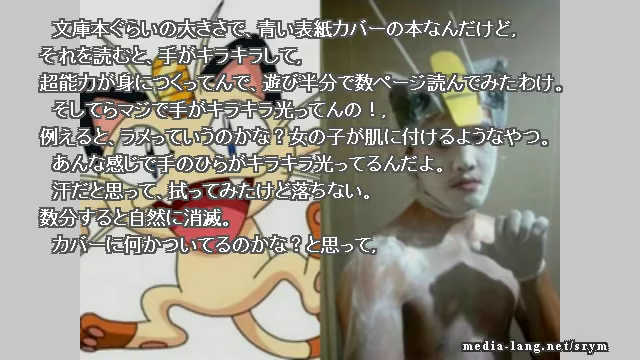 文庫本ぐらいの大きさで、青い表紙カバーの本なんだけど,
それを読むと、手がキラキラして,
超能力が身につくってんで、遊び半分で数ページ読んでみたわけ。
そしてらマジで手がキラキラ光ってんの！,
例えると、ラメっていうのかな？女の子が肌に付けるようなやつ。
あんな感じで手のひらがキラキラ光ってるんだよ。
汗だと思って、拭ってみたけど落ちない。
数分すると自然に消滅。
カバーに何かついてるのかな？と思って,
media-lang.net/srym